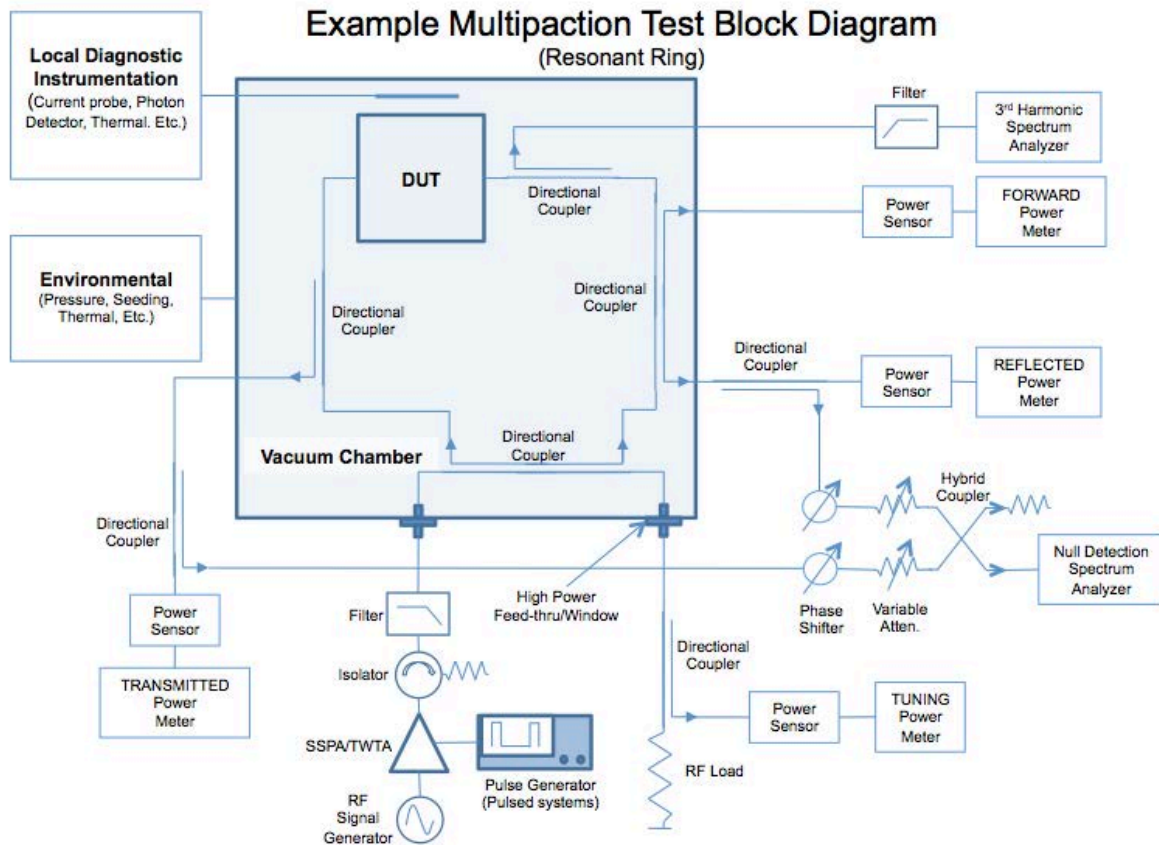 Example Multipaction Test Block Diagram
(Resonant Ring)
Local Diagnostic
Instrumentation
(Current probe, Photon
Detector, Thermal. Etc.)
Filter
3rd Harmonic
Spectrum
Analyzer
DUT
Directional
Coupler
Power
Sensor
FORWARD
Power
Meter
Environmental
(Pressure, Seeding,
Thermal, Etc.)
Directional
Coupler
Directional
Coupler
Directional
Coupler
Power
Sensor
REFLECTED
Power
Meter
Directional
Coupler
Vacuum Chamber
Hybrid
Coupler
Directional
Coupler
Null Detection
Spectrum
Analyzer
High Power
Feed-thru/Window
Phase
Shifter
Variable
Atten.
Filter
Power
Sensor
Directional
Coupler
Isolator
TRANSMITTED
Power
Meter
Power
Sensor
TUNING
Power
Meter
SSPA/TWTA
RF Load
Pulse Generator
(Pulsed systems)
RF
Signal
Generator